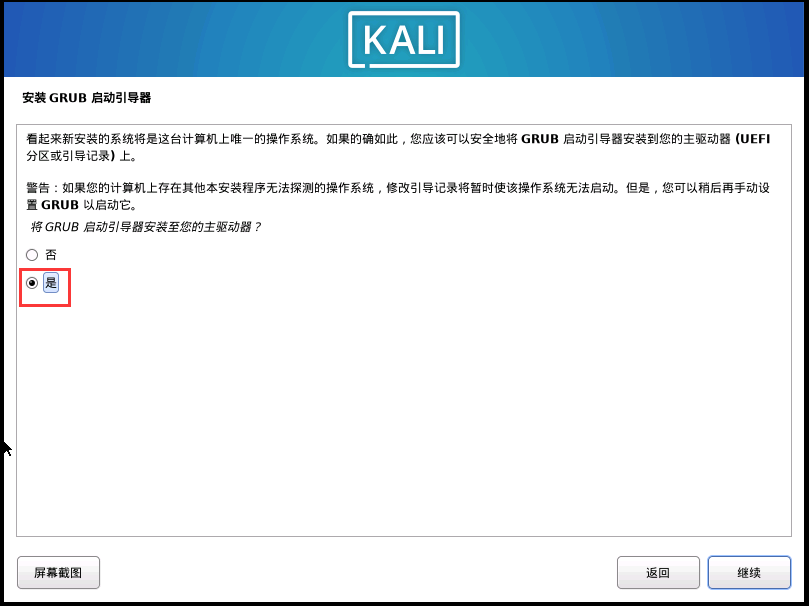 KALI
安装 GRUB 启动引导器
看起来新安装的系统将是这台计算机上唯一的操作系统。如果的确如此，您应该可以安全地将 GRUB 启动引导器安装到您的主驱动器 (UEFI
分区或引导记录) 上。
警告：如果您的计算机上存在其他本安装程序无法探测的操作系统，修改引导记录将暂时使该操作系统无法启动。但是，您可以稍后再手动设
置 GRUB 以启动它。
将 GRUB 启动引导器安装至您的主驱动器？
否
是
屏幕截图
返回
继续